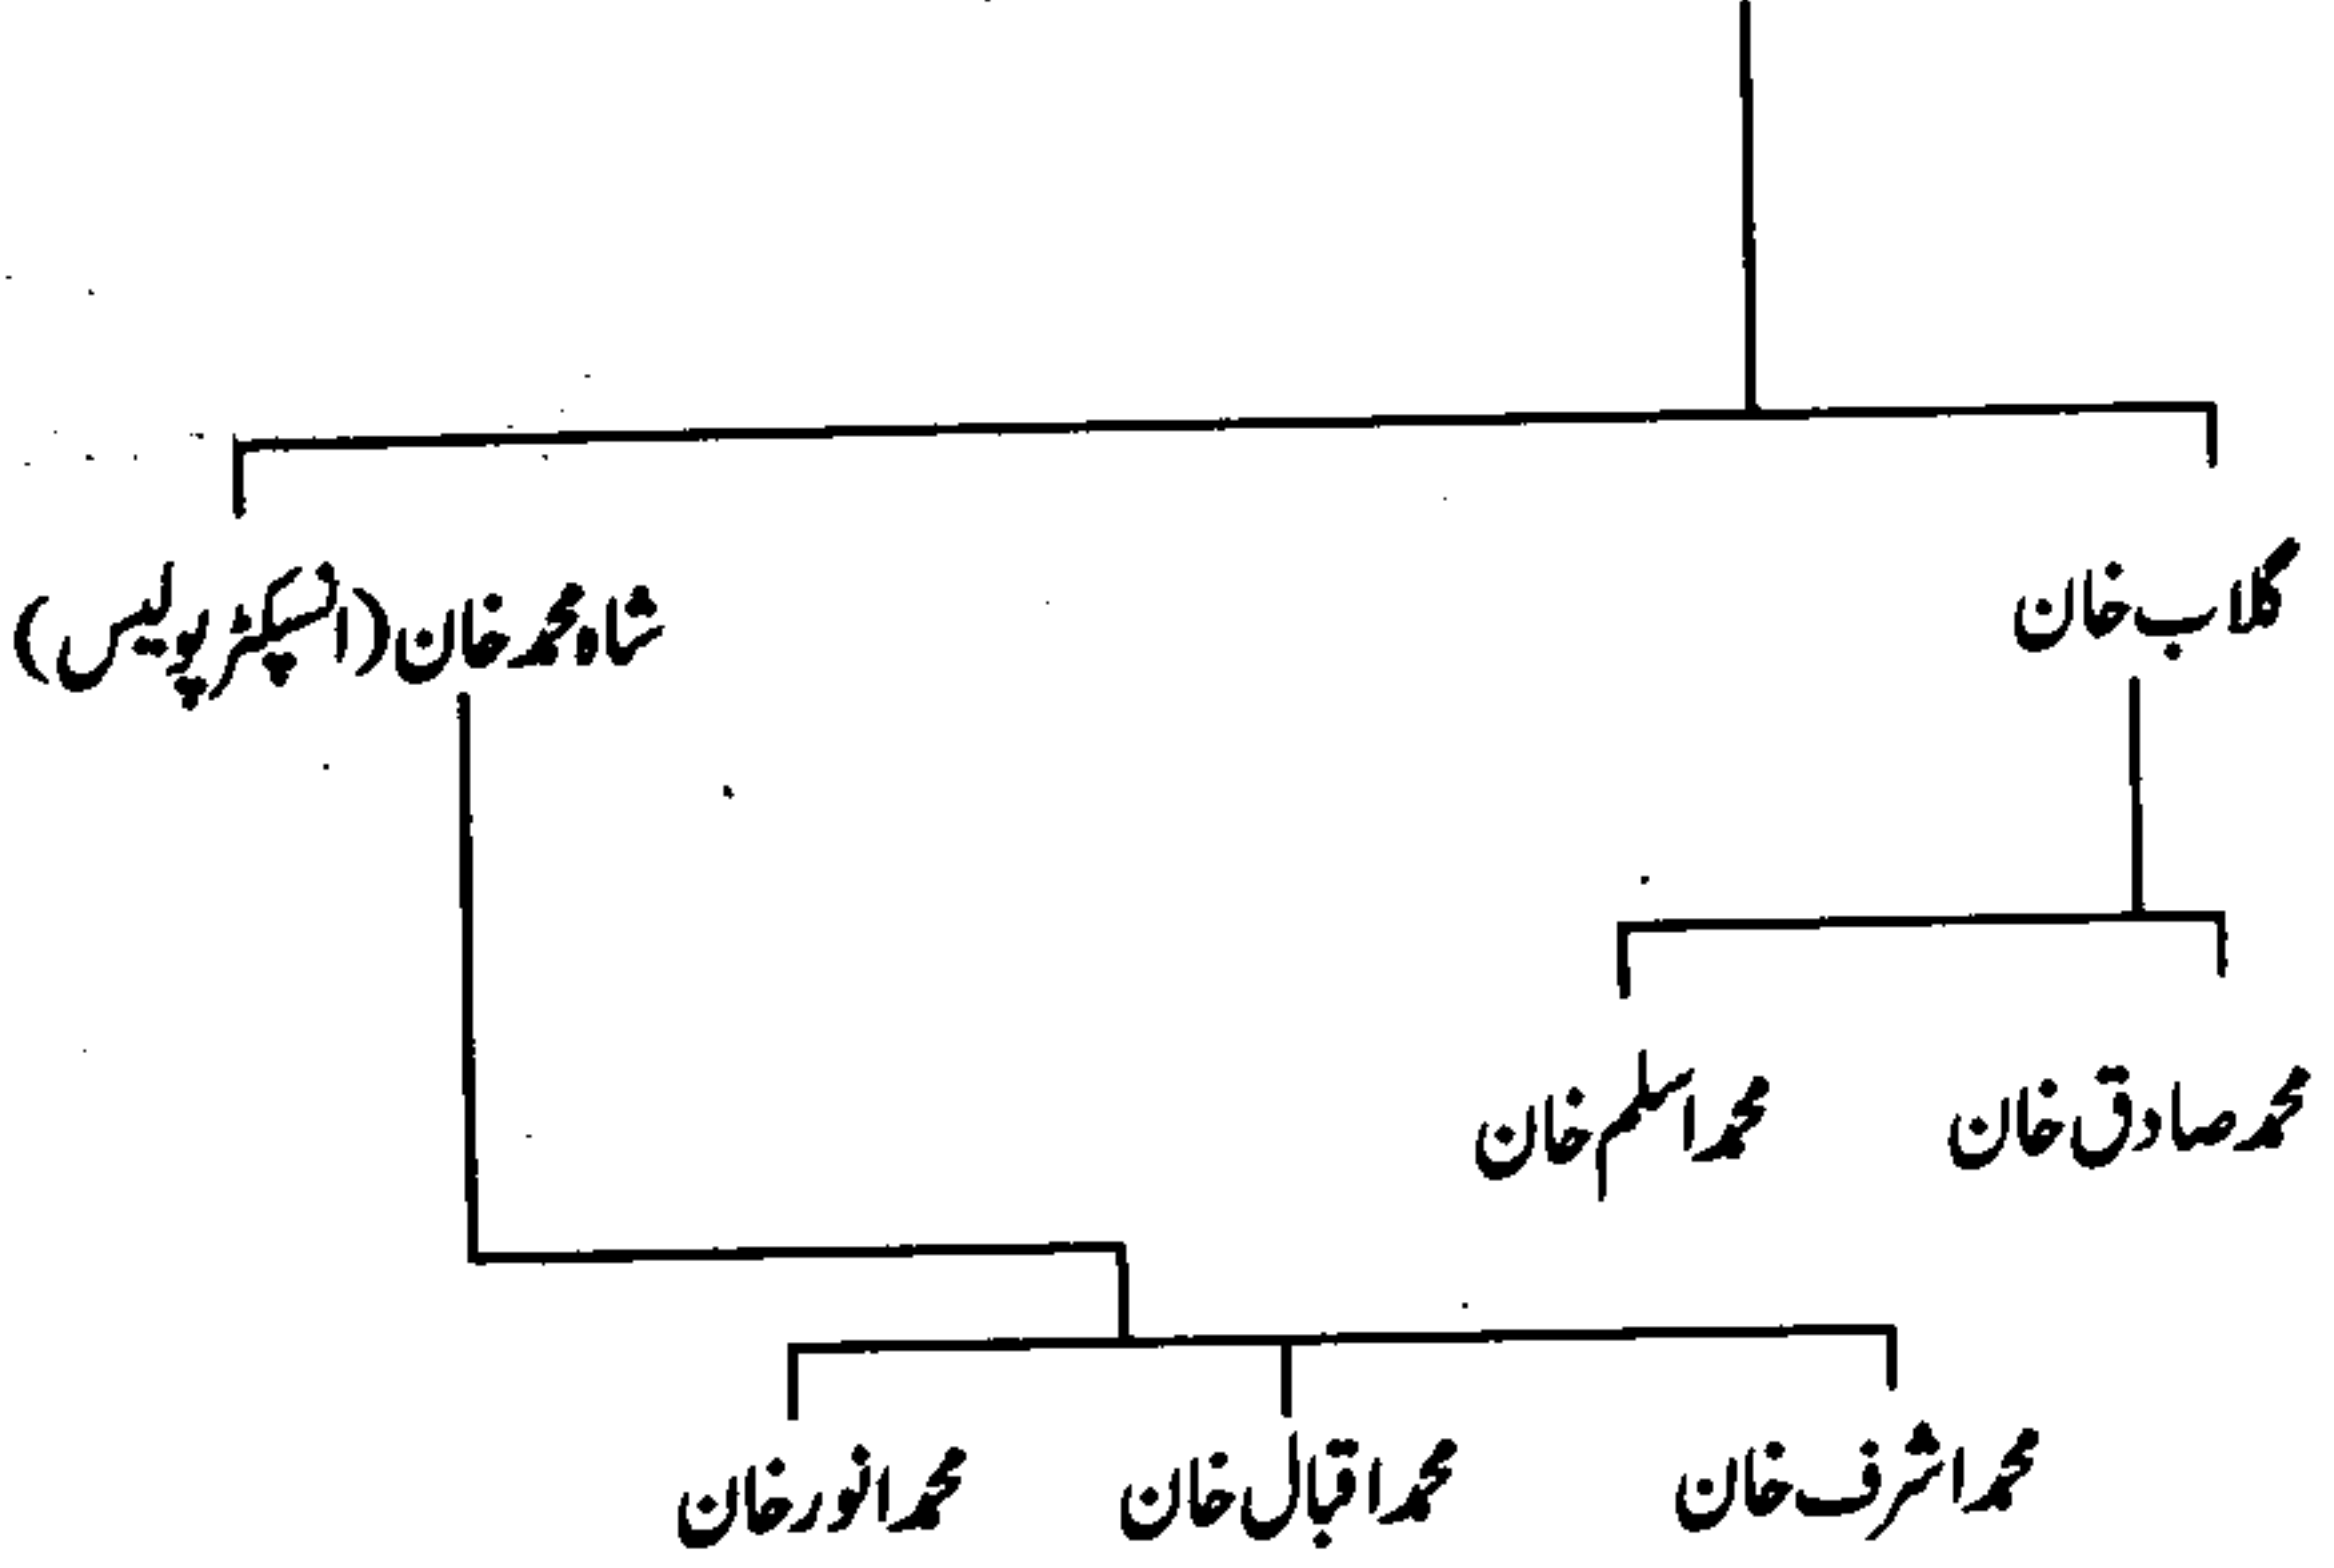 گلاب خان
شاہ محمد خان (انسپکٹر پولیس)
محمد صادق خان
محمد اسلم خان
محمد اشرف خان
محمد اقبال خان
محمد انور خان